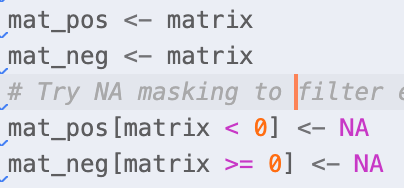 mat_pos <- matrix
mat_neg <- matrix
# Try NA masking to filter
mat_pos[matrix < 0] <- NA
mat_neg[matrix >= 0] <- NA